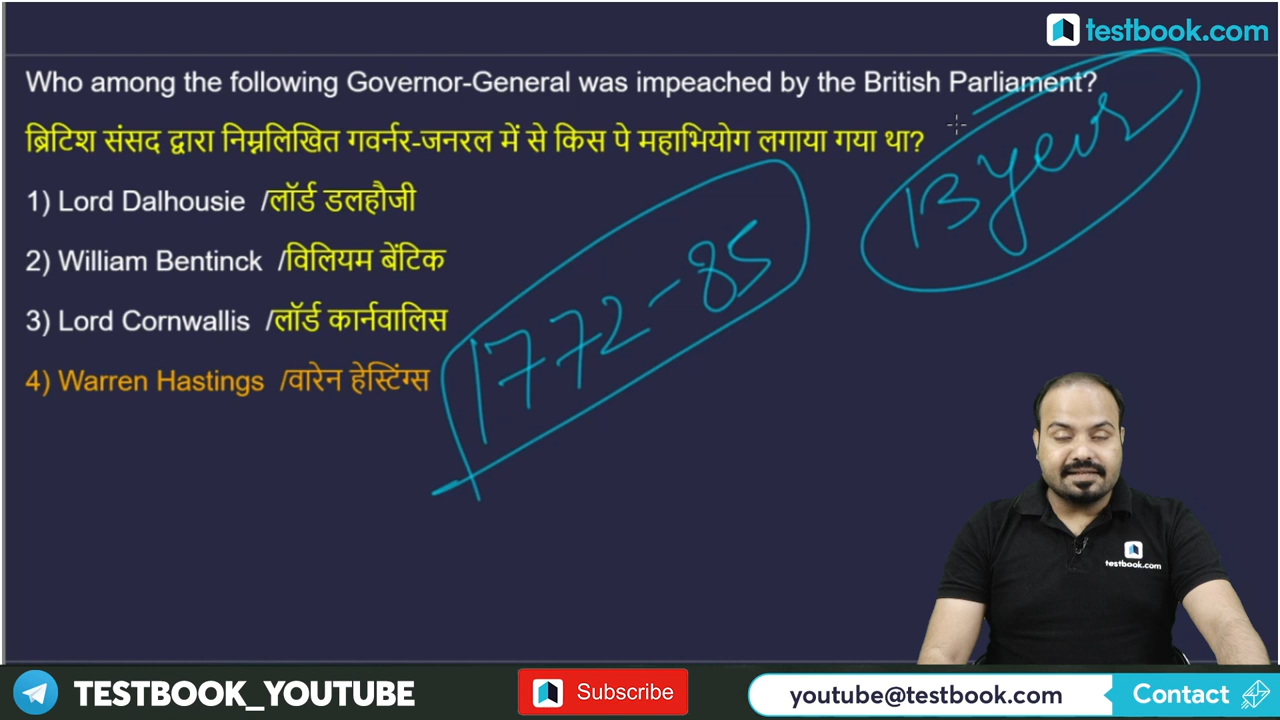 testbook.com
Who among the following Governor-General was impeached by the British Parliament?
ब्रिटिश संसद द्वारा निम्नलिखित गवर्नर-जनरल में से किस पे महाभियोग लगाया गया था?
13 years
1) Lord Dalhousie /लॉर्ड डलहौजी
2) William Bentinck /विलियम बेंटिक
3) Lord Cornwallis /लॉर्ड कार्नवालिस
4) Warren Hastings /वारेन हेस्टिंग्स
1772-85
testbook.com
TESTBOOK_YOUTUBE
Subscribe
youtube@testbook.com
Contact